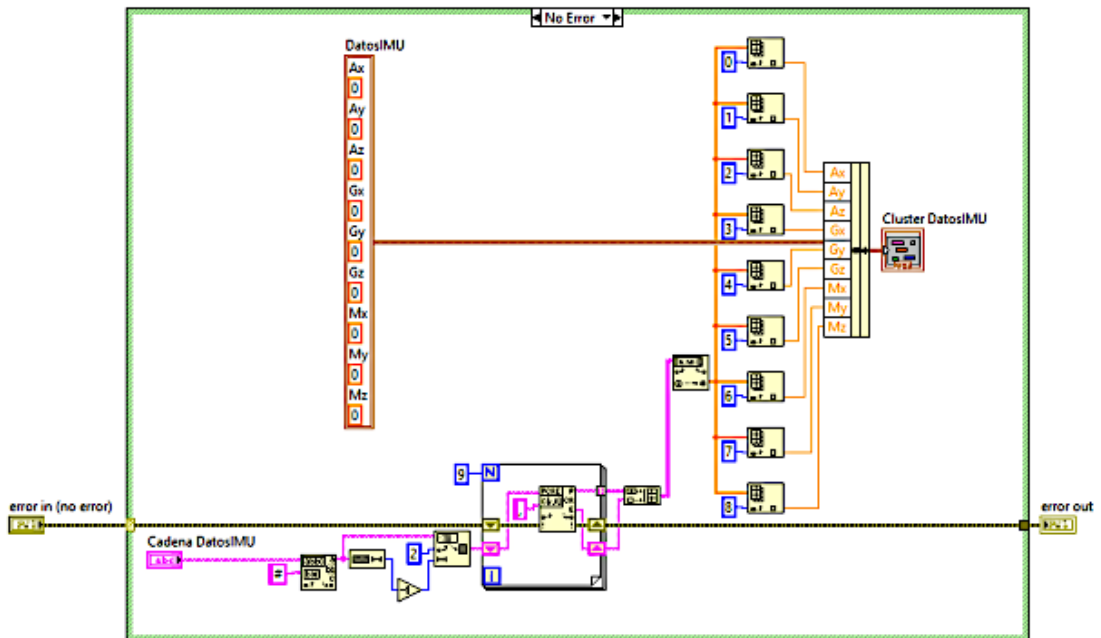 No Error
DatosIMU
Ax
0
Ay
0
Az
0
Gx
0
Gy
0
Gz
0
Mx
0
My
0
Mz
0
0
1
2
3
4
5
6
7
8
Ax
Ay
Az
Gx
Gy
Gz
Mx
My
Mz
Cluster DatosIMU
9
N
,
error in (no error)
error out
Cadena DatosIMU
abc
#
2
i